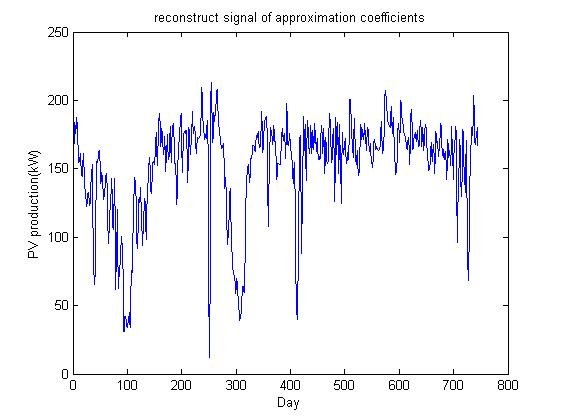 reconstruct signal of approximation coefficients
250
200
150
100
50
0
PV production(kW)
0 100 200 300 400 500 600 700 800
Day